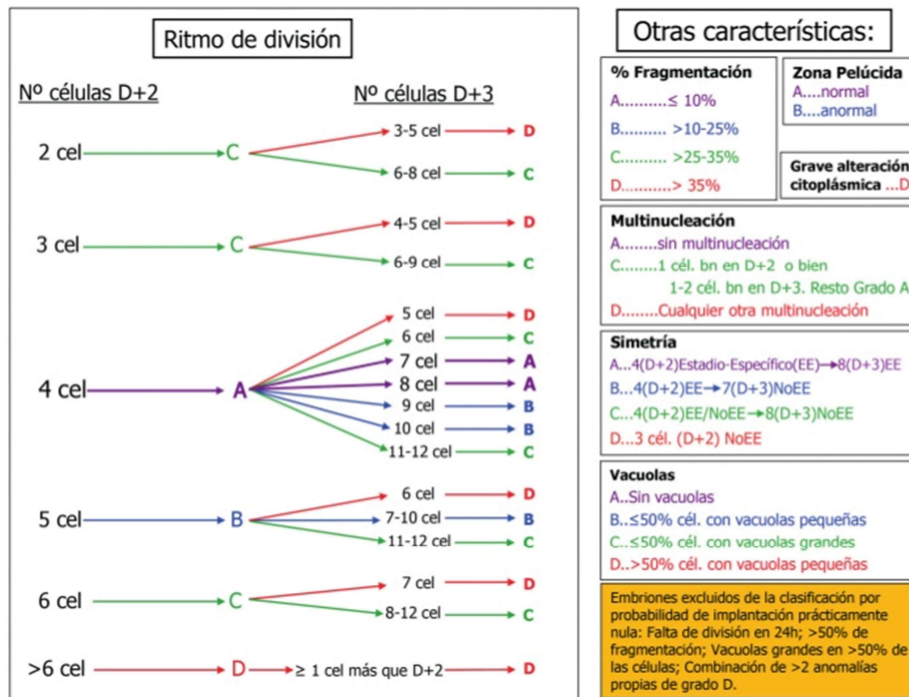 Ritmo de división
Nº células D+2
Nº células D+3
2 cel
C
3-5 cel
D
6-8 cel
C
3 cel
C
4-5 cel
D
6-9 cel
C
4 cel
A
5 cel
D
6 cel
C
7 cel
A
8 cel
A
9 cel
B
10 cel
B
11-12 cel
C
5 cel
B
6 cel
D
7-10 cel
B
11-12 cel
C
6 cel
C
7 cel
D
8-12 cel
C
>6 cel
D
≥ 1 cel más que D+2
D
Otras características:
% Fragmentación
A.........≤ 10%
B.......... >10-25%
C.......... >25-35%
D..........> 35%
Zona Pelúcida
A....normal
B....anormal
Grave alteración
citoplásmica ...D
Multinucleación
A........sin multinucleación
C........1 cél. bn en D+2 o bien
1-2 cél. bn en D+3. Resto Grado A
D........Cualquier otra multinucleación
Simetría
A...4(D+2)Estadio-Específico(EE)→8(D+3)EE
B...4(D+2)EE→7(D+3)NoEE
C...4(D+2)EE/NoEE→8(D+3)NoEE
D...3 cél. (D+2) NoEE
Vacuolas
A..Sin vacuolas
B..≤50% cél. con vacuolas pequeñas
C..≤50% cél. con vacuolas grandes
D..>50% cél. con vacuolas pequeñas
Embriones excluidos de la clasificación por
probabilidad de implantación prácticamente
nula: Falta de división en 24h; >50% de
fragmentación; Vacuolas grandes en >50% de
las células; Combinación de >2 anomalías
propias de grado D.